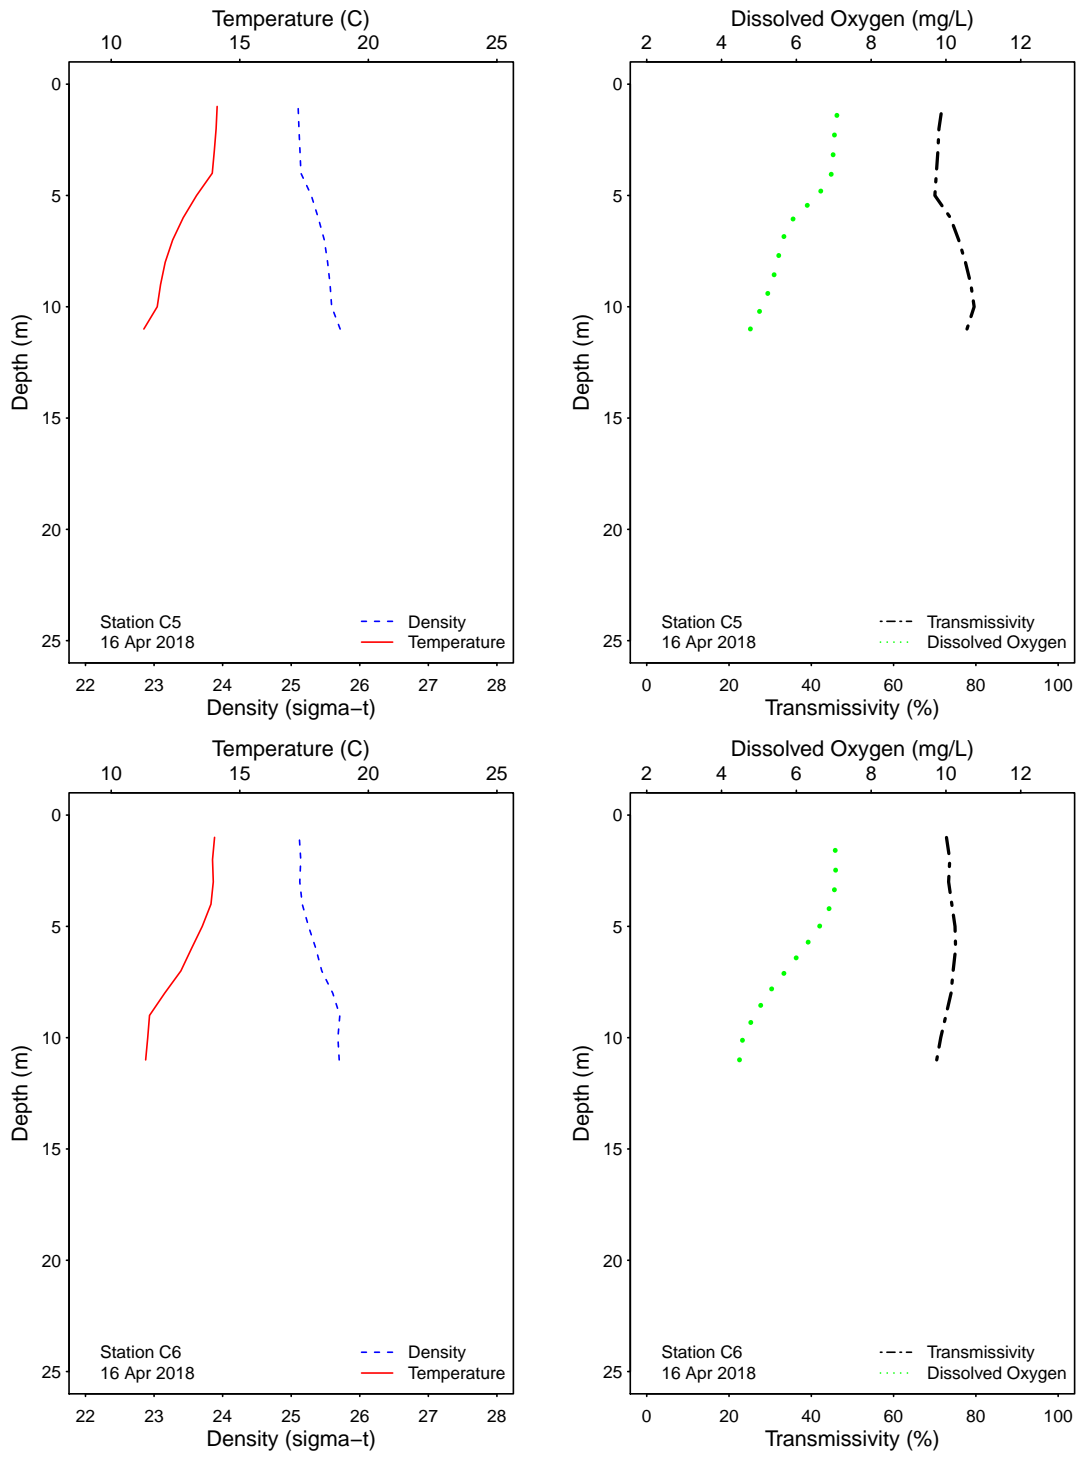 Temperature (C)
10 15 20 25
0
5
10
15
20
25
Depth (m)
Station C5
16 Apr 2018
Density
Temperature
22 23 24 25 26 27 28
Density (sigma−t)
Dissolved Oxygen (mg/L)
2 4 6 8 10 12
0
5
10
15
20
25
Depth (m)
Station C5
16 Apr 2018
Transmissivity
Dissolved Oxygen
0 20 40 60 80 100
Transmissivity (%)
Temperature (C)
10 15 20 25
0
5
10
15
20
25
Depth (m)
Station C6
16 Apr 2018
Density
Temperature
22 23 24 25 26 27 28
Density (sigma−t)
Dissolved Oxygen (mg/L)
2 4 6 8 10 12
0
5
10
15
20
25
Depth (m)
Station C6
16 Apr 2018
Transmissivity
Dissolved Oxygen
0 20 40 60 80 100
Transmissivity (%)